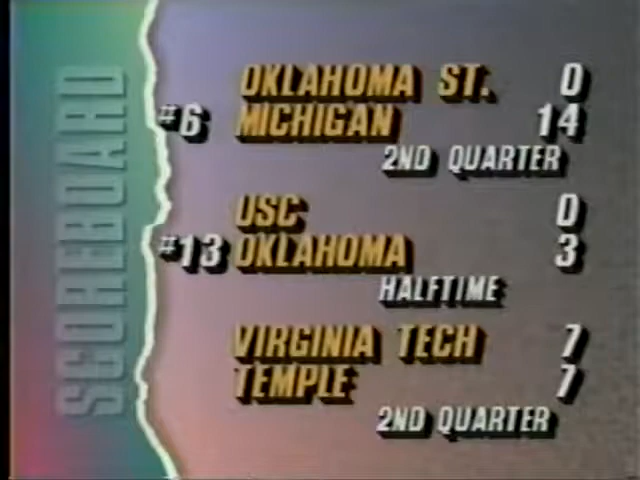 SCOREBOARD
OKLAHOMA ST. 0
#6 MICHIGAN 14
2ND QUARTER
USC 0
#13 OKLAHOMA 3
HALFTIME
VIRGINIA TECH 7
TEMPLE 7
2ND QUARTER